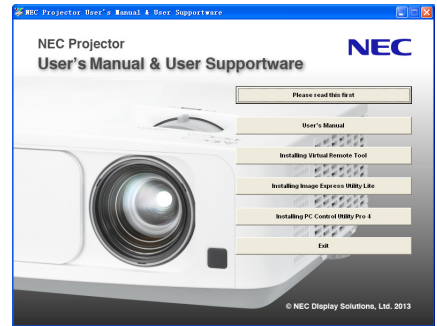 NEC Projector User's Manual & User Supportware
NEC Projector
NEC
User's Manual & User Supportware
Please read this first
User's Manual
Installing Virtual Remote Tool
Installing Image Express Utility Lite
Installing PC Control Utility Pro 4
Exit
© NEC Display Solutions, Ltd. 2013